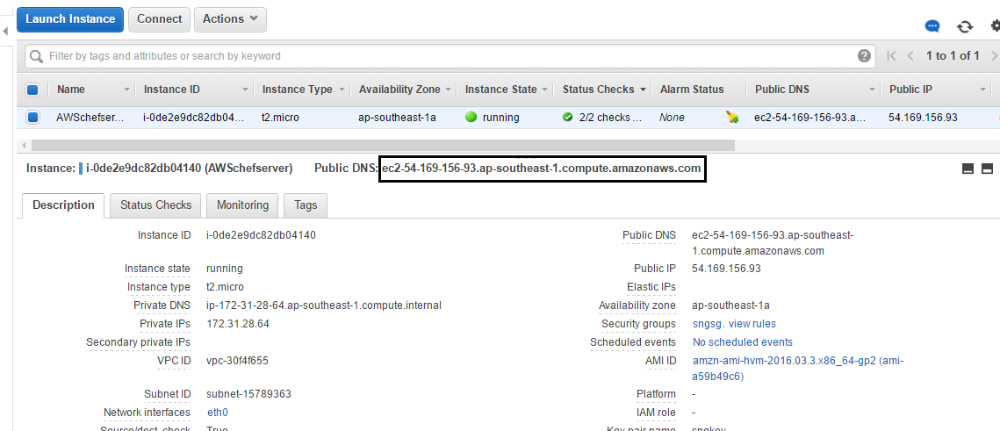 Launch Instance Connect Actions
Filter by tags and attributes or search by keyword 1 to 1 of 1
Name Instance ID Instance Type Availability Zone Instance State Status Checks Alarm Status Public DNS Public IP
AWSchefser... i-0de2e9dc82db04... t2.micro ap-southeast-1a running 2/2 checks ... None ec2-54-169-156-93.a... 54.169.156.93
Instance: i-0de2e9dc82db04140 (AWSchefserver) Public DNS: ec2-54-169-156-93.ap-southeast-1.compute.amazonaws.com
Description Status Checks Monitoring Tags
Instance ID i-0de2e9dc82db04140 Public DNS ec2-54-169-156-93.ap-southeast-
1.compute.amazonaws.com
Instance state running Public IP 54.169.156.93
Instance type t2.micro Elastic IPs
Private DNS ip-172-31-28-64.ap-southeast-1.compute.internal Availability zone ap-southeast-1a
Private IPs 172.31.28.64 Security groups sngsg. view rules
Secondary private IPs Scheduled events No scheduled events
VPC ID vpc-30f4f655 AMI ID amzn-ami-hvm-2016.03.3.x86_64-gp2 (ami-
a59b49c6)
Subnet ID subnet-15789363 Platform -
Network interfaces eth0 IAM role -
Source/dest. check True Key pair name sngkey